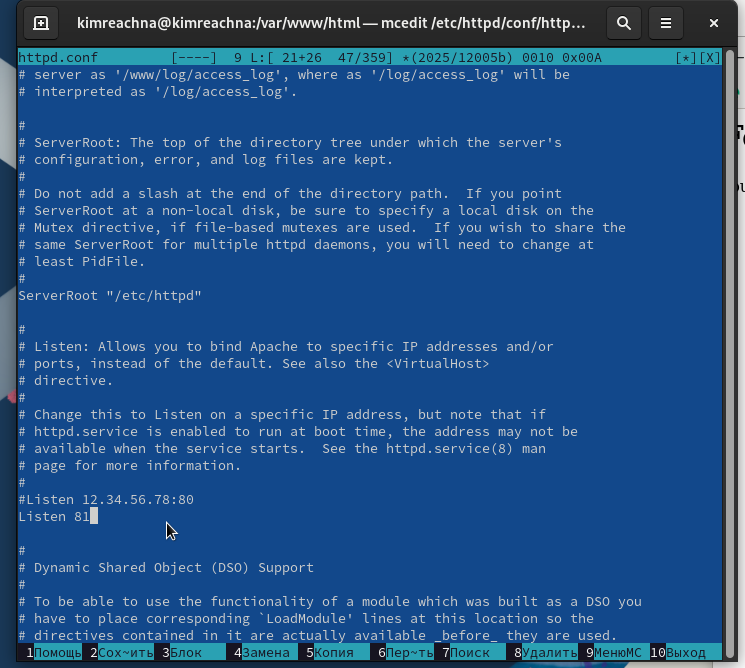 kimreachna@kimreachna:/var/www/html — mcedit /etc/httpd/conf/http…
httpd.conf [----] 9 L:[ 21+26 47/359] *(2025/12005b) 0010 0x00A [*][X]
# server as '/www/log/access_log', where as '/log/access_log' will be
# interpreted as '/log/access_log'.
#
# ServerRoot: The top of the directory tree under which the server's
# configuration, error, and log files are kept.
#
# Do not add a slash at the end of the directory path.  If you point
# ServerRoot at a non-local disk, be sure to specify a local disk on the
# Mutex directive, if file-based mutexes are used.  If you wish to share the
# same ServerRoot for multiple httpd daemons, you will need to change at
# least PidFile.
#
ServerRoot "/etc/httpd"
#
# Listen: Allows you to bind Apache to specific IP addresses and/or
# ports, instead of the default. See also the <VirtualHost>
# directive.
#
# Change this to Listen on a specific IP address, but note that if
# httpd.service is enabled to run at boot time, the address may not be
# available when the service starts.  See the httpd.service(8) man
# page for more information.
#
#Listen 12.34.56.78:80
Listen 81
#
# Dynamic Shared Object (DSO) Support
#
# To be able to use the functionality of a module which was built as a DSO you
# have to place corresponding `LoadModule' lines at this location so the
# directives contained in it are actually available _before_ they are used.
1Помощь 2Сох~ить 3Блок 4Замена 5Копия 6Пер~ть 7Поиск 8Удалить 9МенюMC 10Выход